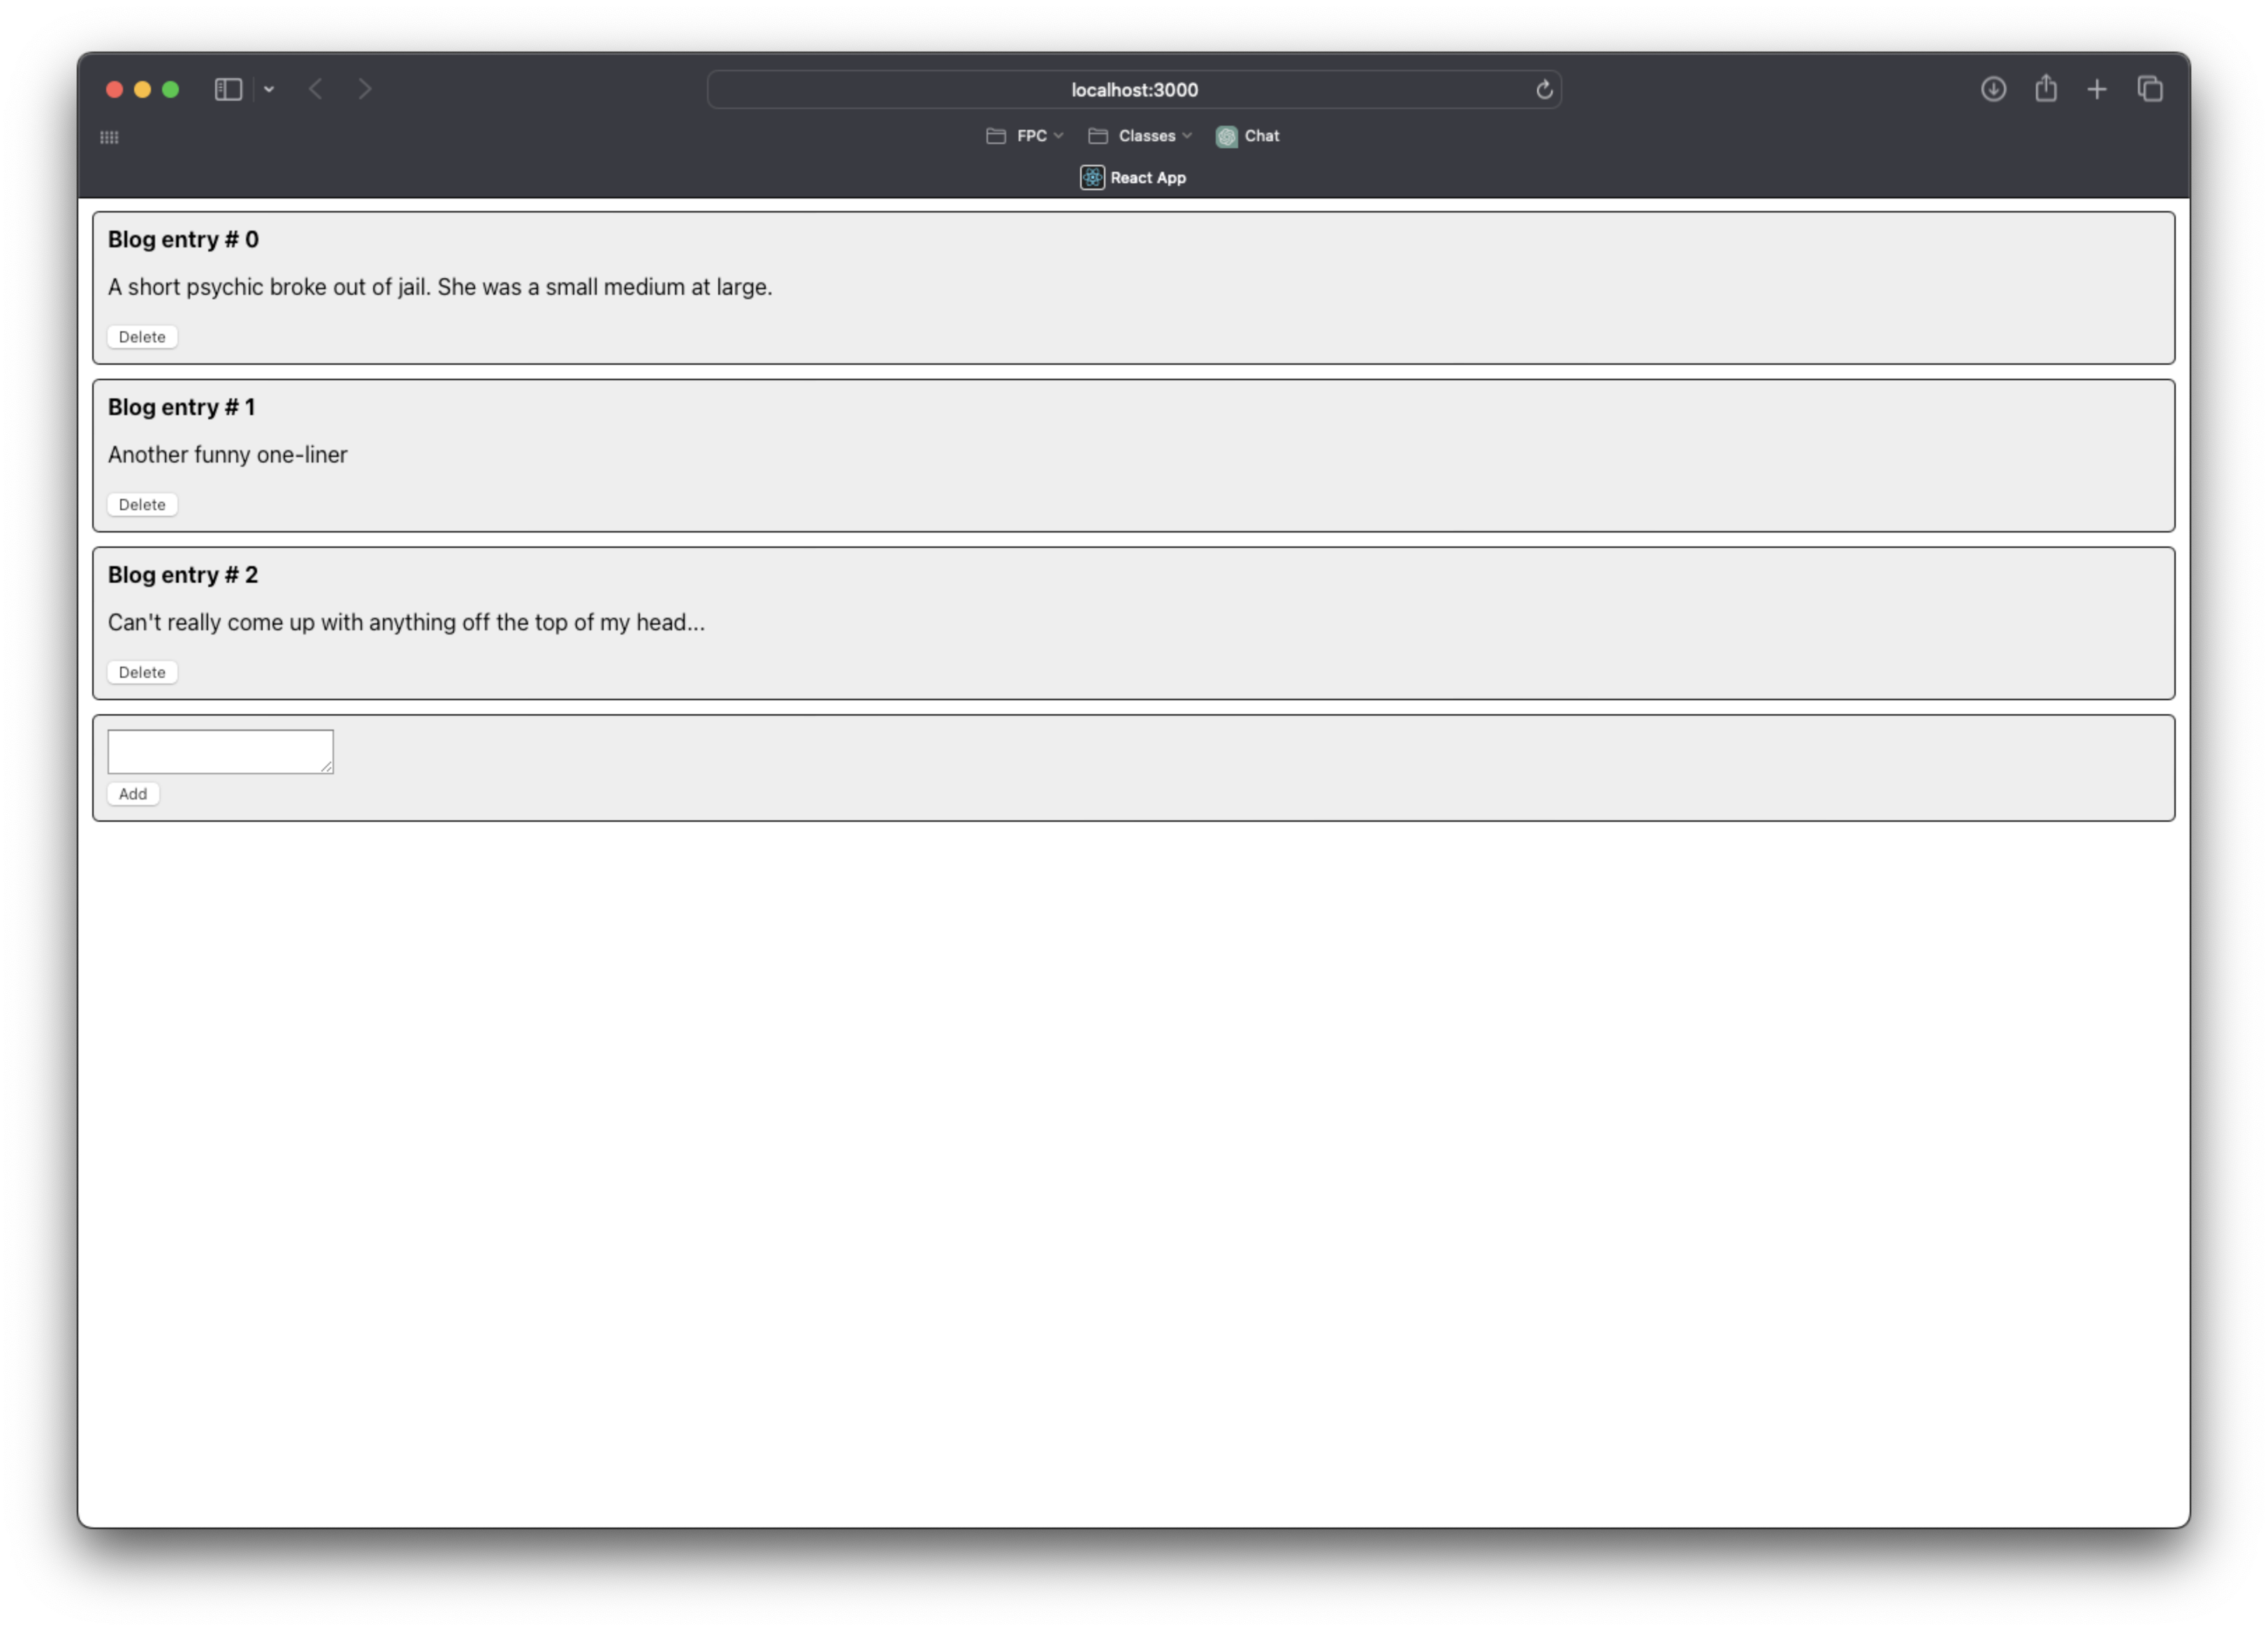 localhost:3000
FPC Classes Chat
React App
Blog entry # 0
A short psychic broke out of jail. She was a small medium at large.
Delete
Blog entry # 1
Another funny one-liner
Delete
Blog entry # 2
Can't really come up with anything off the top of my head...
Delete
Add